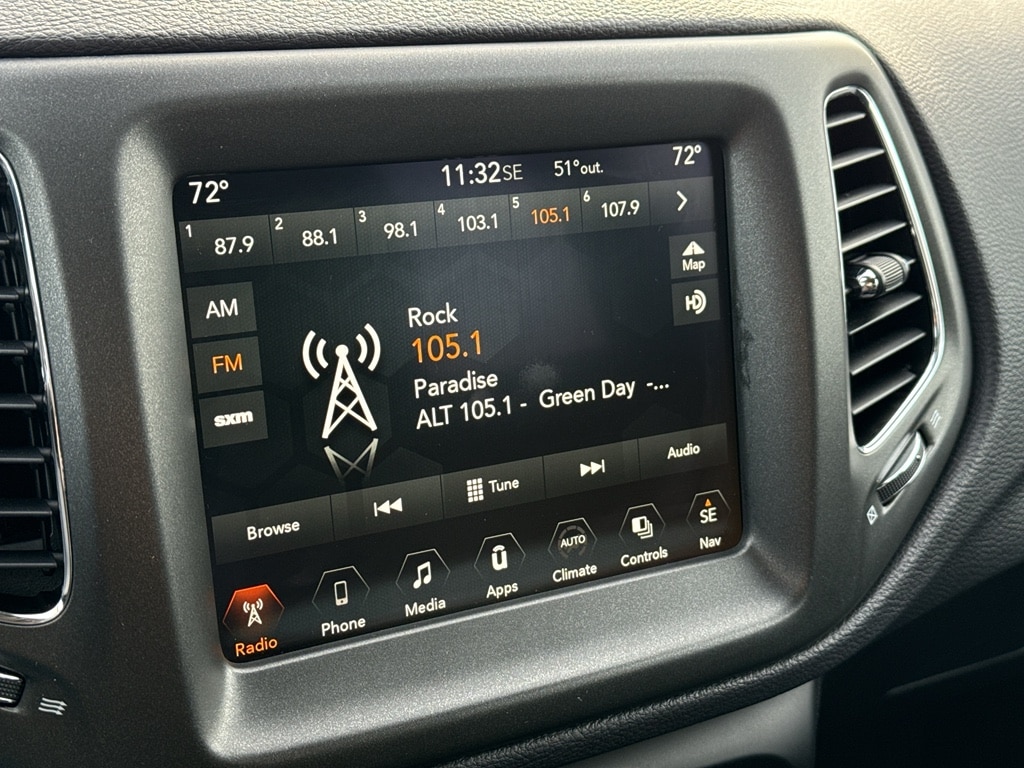 72° 11:32SE 51°out. 72°
1 87.9 2 88.1 3 98.1 4 103.1 5 105.1 6 107.9
Map
AM
HD
Rock
FM
105.1
Paradise
sxm
ALT 105.1 - Green Day -...
Browse Tune Audio
AUTO SE
Radio Phone Media Apps Climate Controls Nav